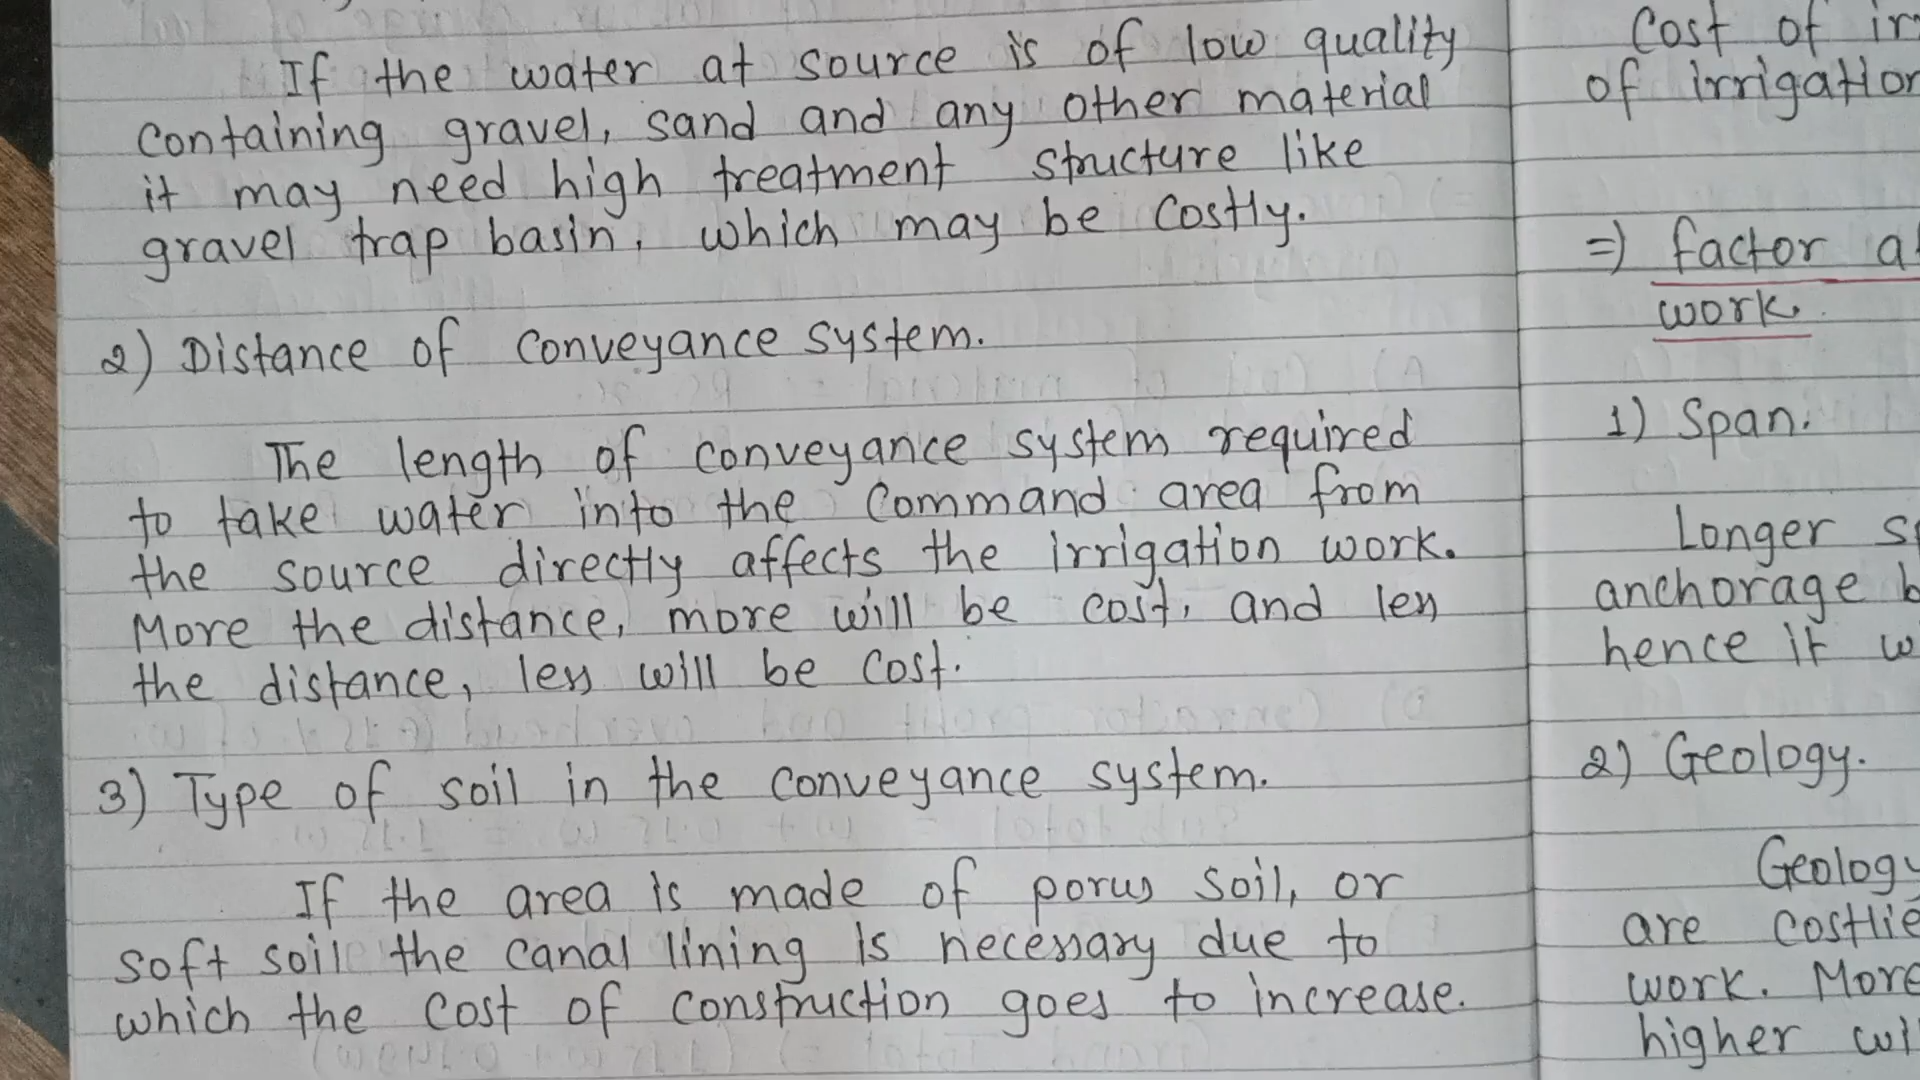 If the water at source is of low quality
containing gravel, sand and any other material
it may need high treatment structure like
gravel trap basin, which may be costly.
2) Distance of conveyance system.
The length of conveyance system required
to take water into the command area from
the source directly affects the irrigation work.
More the distance, more will be cost, and less
the distance, less will be cost.
3) Type of soil in the conveyance system.
If the area is made of porus soil, or
soft soil the canal lining is necessary due to
which the cost of construction goes to increase.
Cost of
of irrigation
=) factor
work.
1) Span.
Longer
anchorage
hence it
2) Geology.
Geology
are
work. More
higher